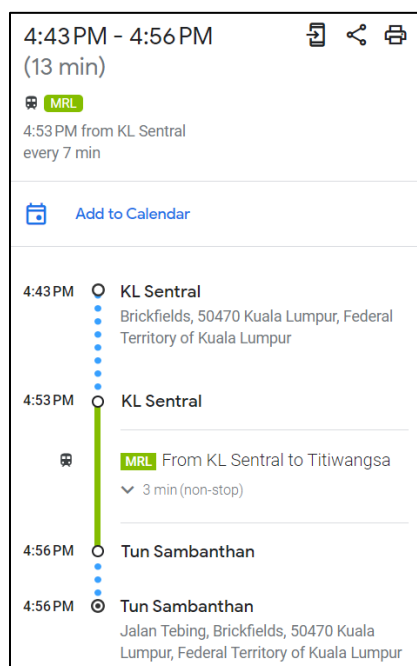 4:43 PM - 4:56 PM
(13 min)
MRL
4:53 PM from KL Sentral
every 7 min
Add to Calendar
4:43 PM KL Sentral
Brickfields, 50470 Kuala Lumpur, Federal
Territory of Kuala Lumpur
4:53 PM KL Sentral
MRL From KL Sentral to Titiwangsa
3 min (non-stop)
4:56 PM Tun Sambanthan
4:56 PM Tun Sambanthan
Jalan Tebing, Brickfields, 50470 Kuala
Lumpur, Federal Territory of Kuala Lumpur